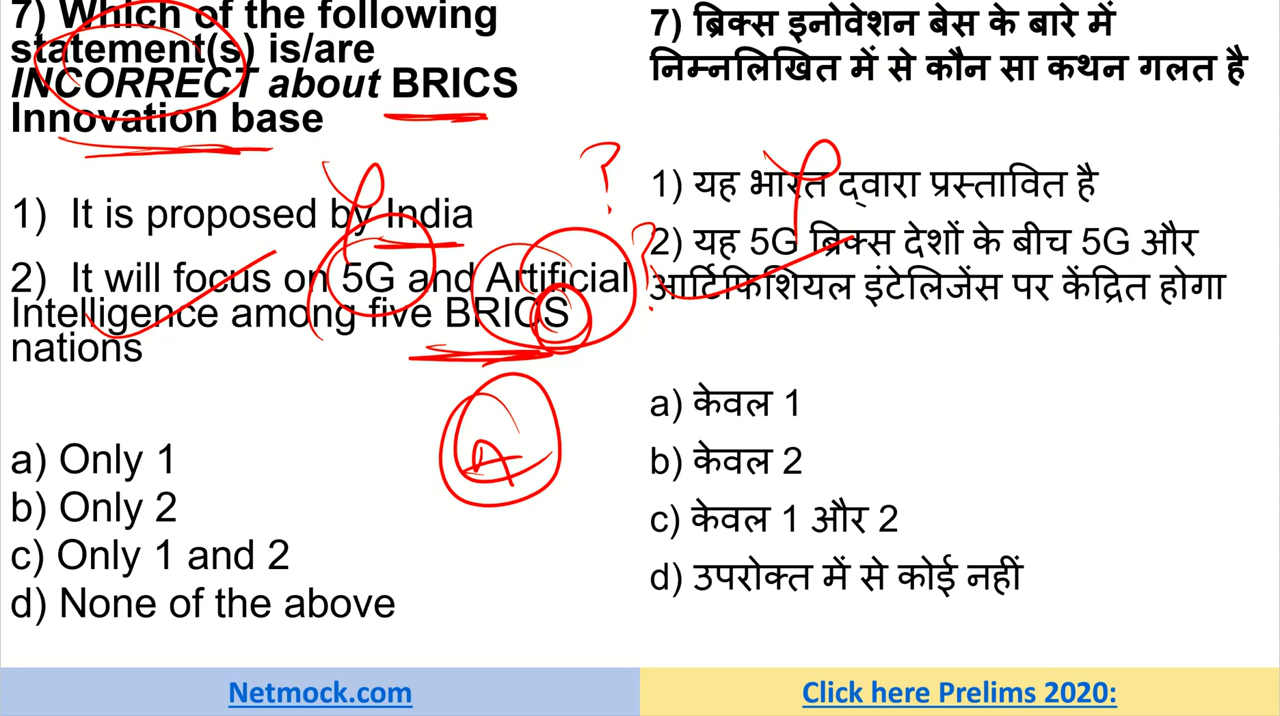 7) Which of the following
statement(s) is/are
INCORRECT about BRICS
Innovation base
1) It is proposed by India
2) It will focus on 5G and Artificial
Intelligence among five BRICS
nations
a) Only 1
b) Only 2
c) Only 1 and 2
d) None of the above
A
?
?
7) ब्रिक्स इनोवेशन बेस के बारे में
निम्नलिखित में से कौन सा कथन गलत है
1) यह भारत द्वारा प्रस्तावित है
2) यह 5G ब्रिक्स देशों के बीच 5G और
आर्टिफिशियल इंटेलिजेंस पर केंद्रित होगा
a) केवल 1
b) केवल 2
c) केवल 1 और 2
d) उपरोक्त में से कोई नहीं
Netmock.com
Click here Prelims 2020: